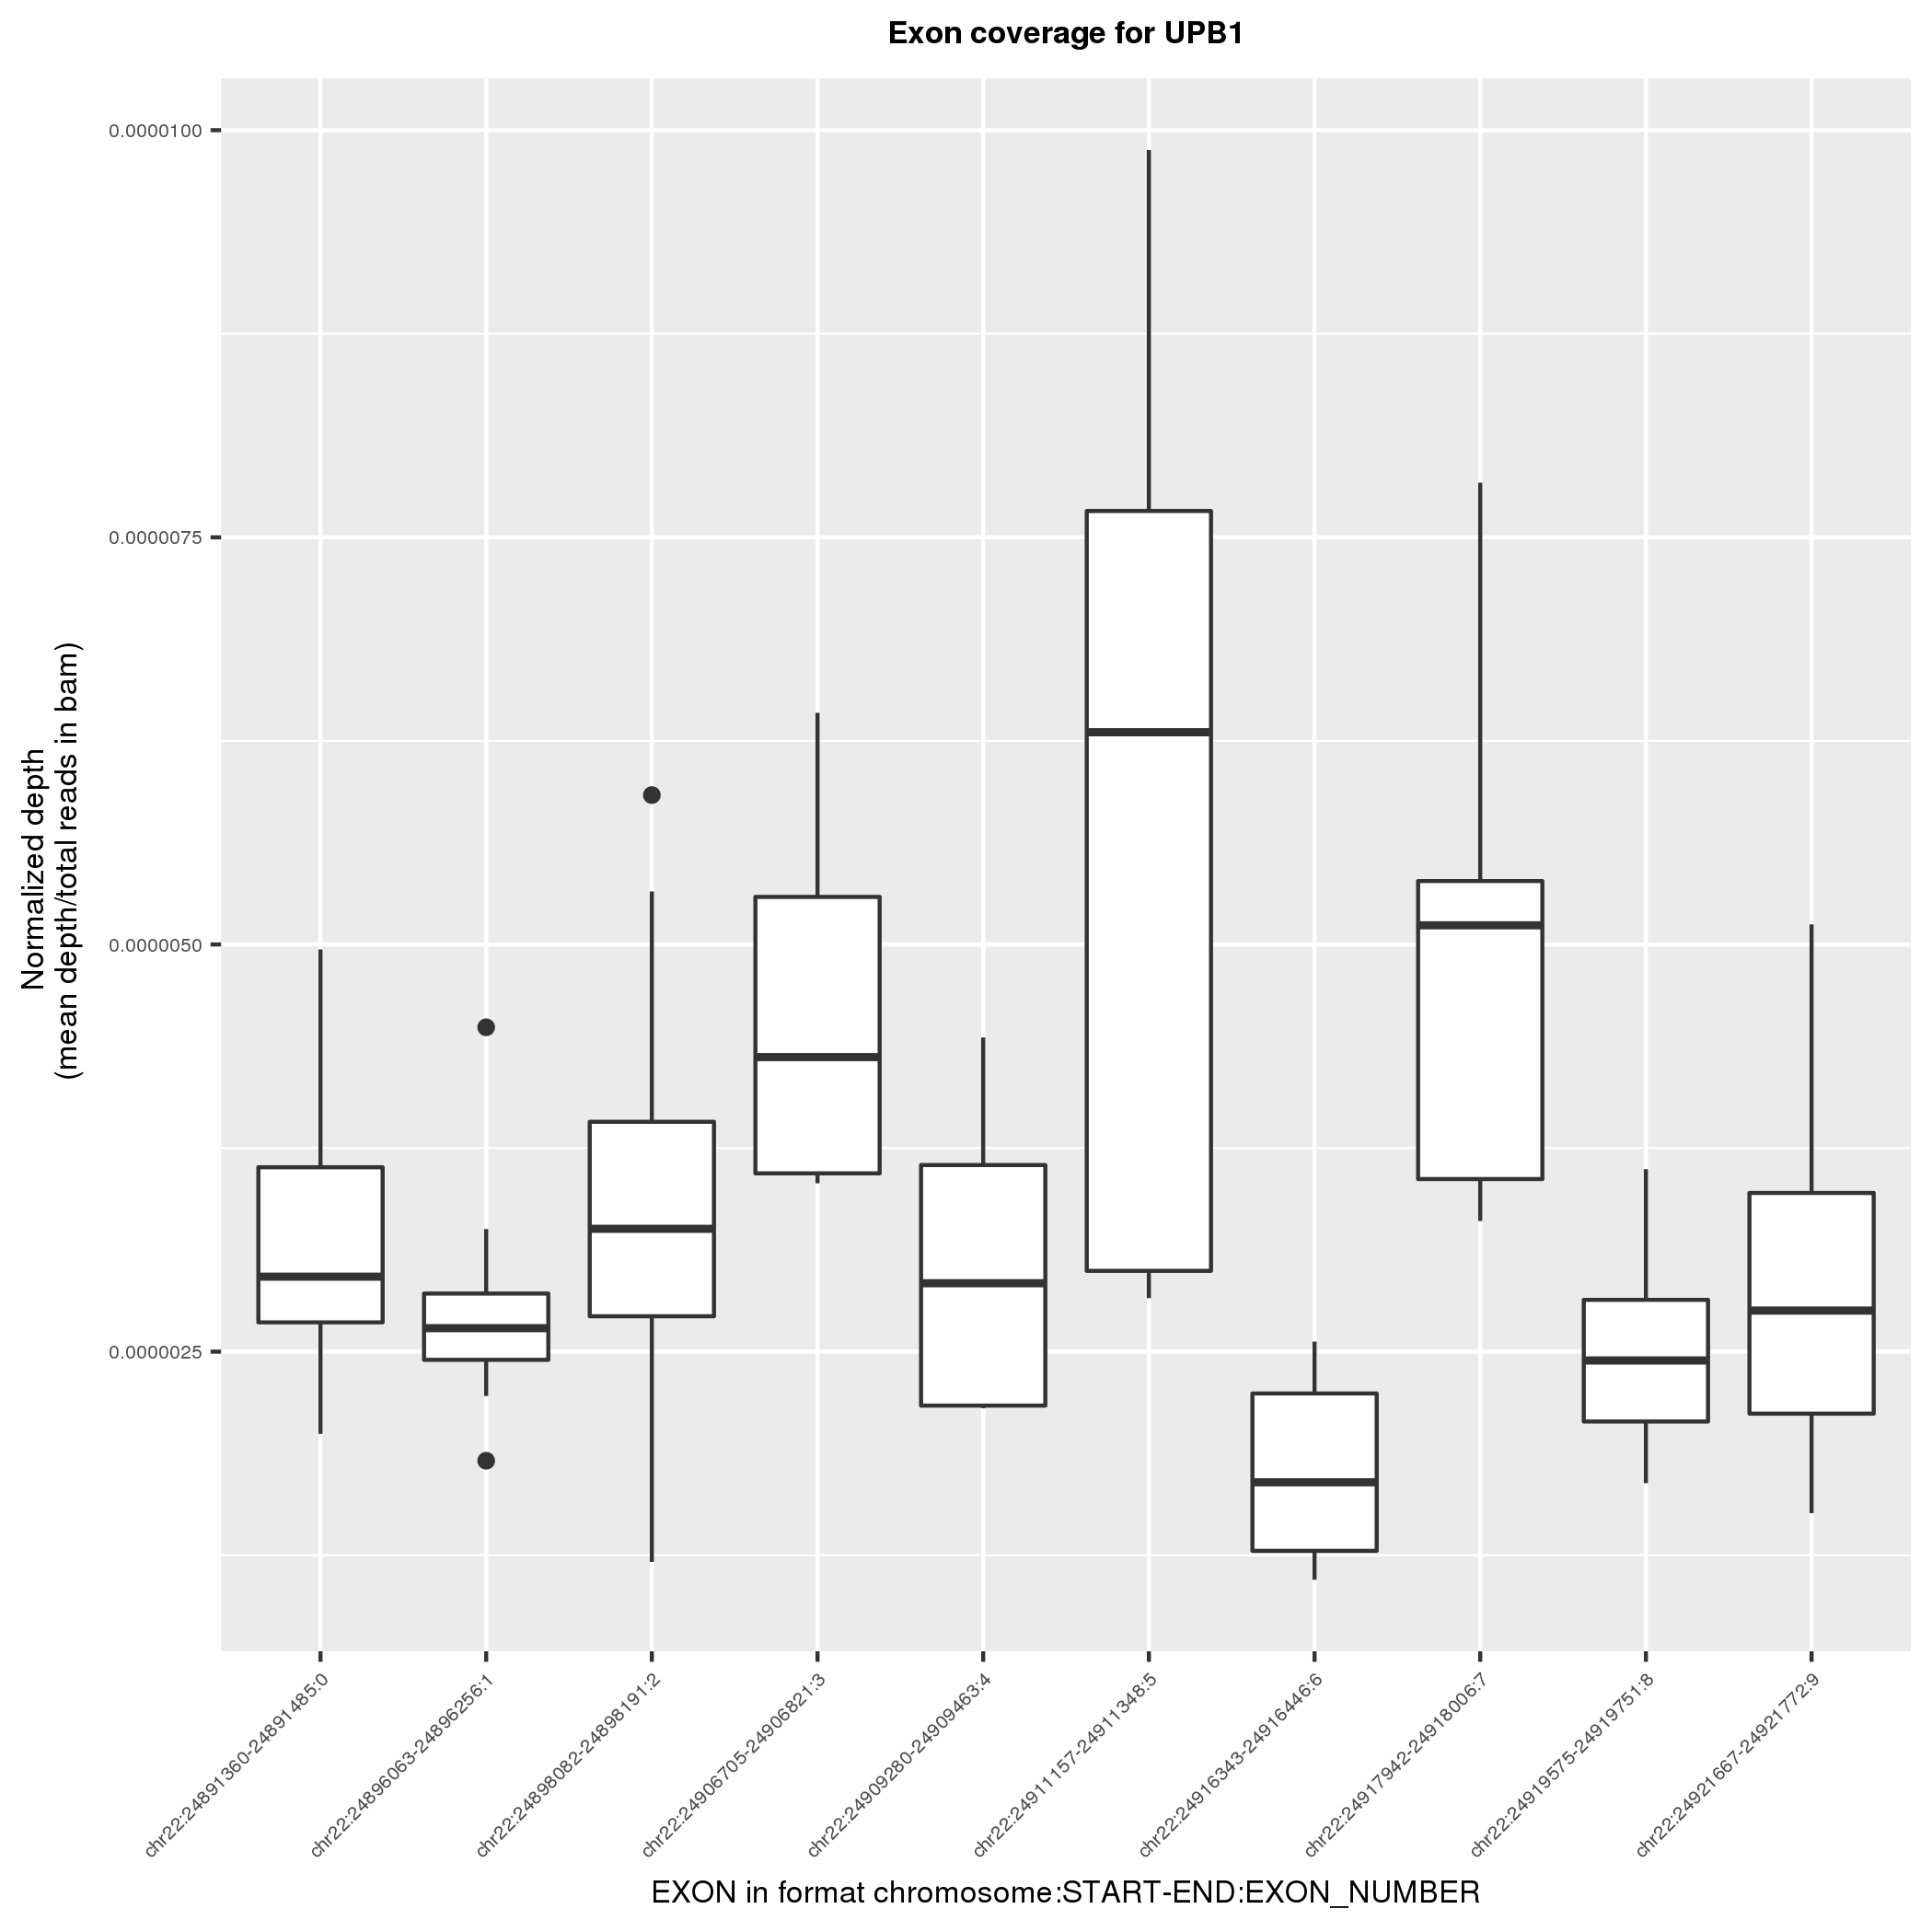 Exon coverage for UPB1
0.0000100
0.0000075
0.0000050
0.0000025
Normalized depth
(mean depth/total reads in bam)
chr22:24891360-24891485:0
chr22:24896063-24896256:1
chr22:24898082-24898191:2
chr22:24906705-24906821:3
chr22:24909280-24909463:4
chr22:24911157-24911348:5
chr22:24916343-24916446:6
chr22:24917942-24918006:7
chr22:24919575-24919751:8
chr22:24921667-24921772:9
EXON in format chromosome:START-END:EXON_NUMBER